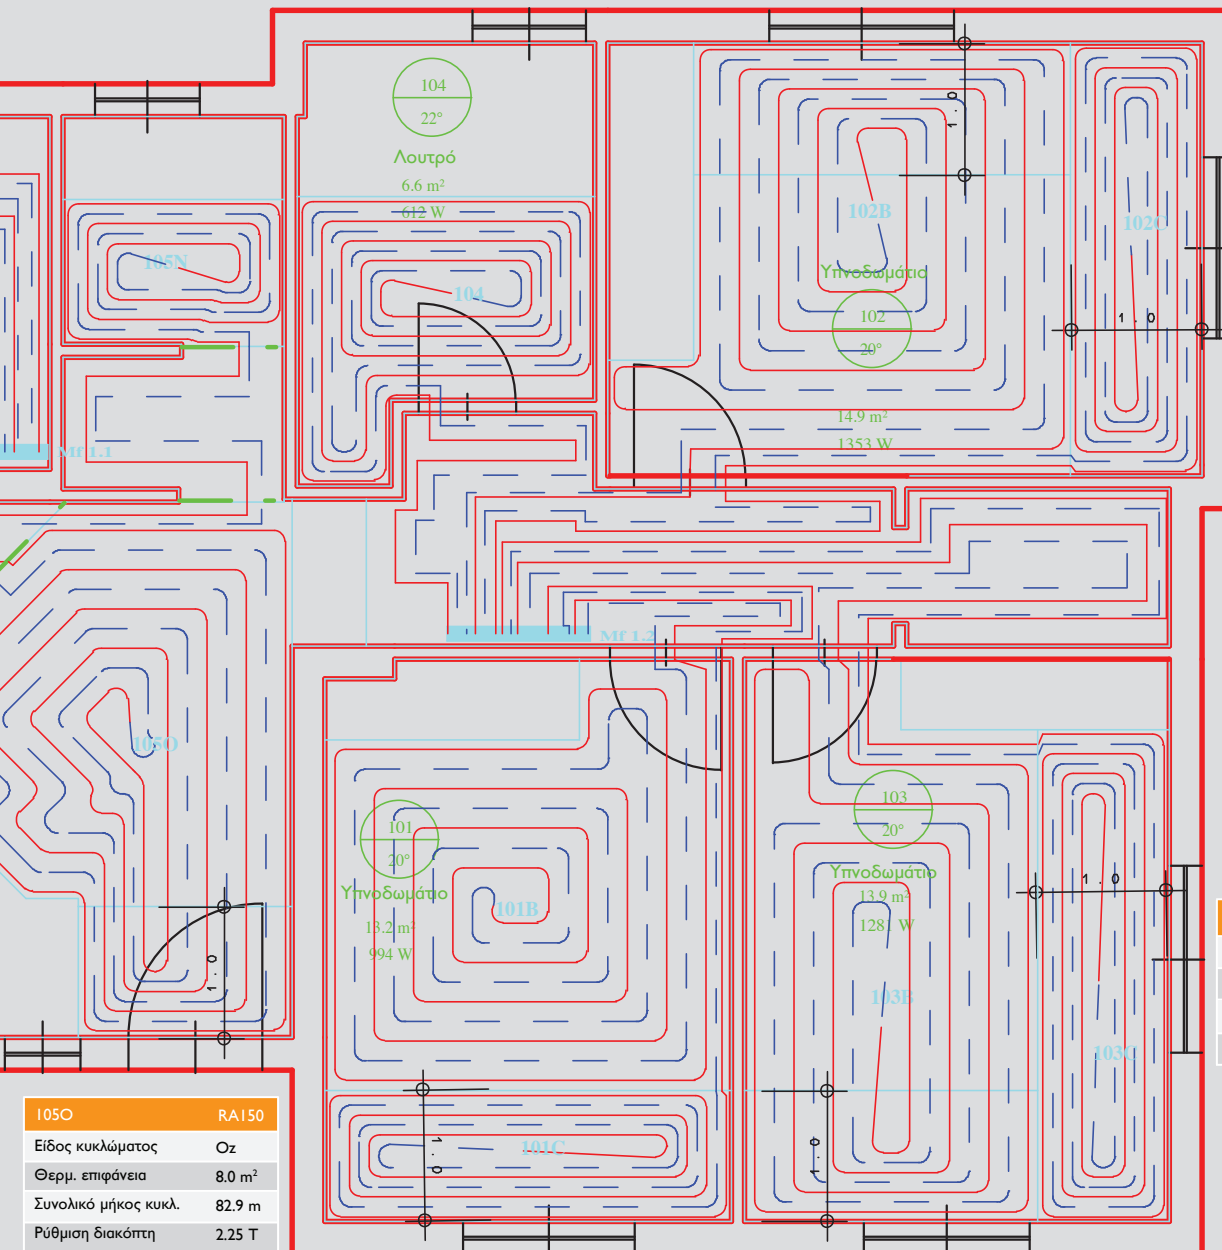 104
22°
Λουτρό
6.6 m²
612 W
1.0
102B
102C
Υπνοδωμάτιο
102
20°
1.0
14.9 m²
1353 W
105N
104
Mf 1.1
Mf 1.2
105O
101
20°
Υπνοδωμάτιο
13.2 m²
994 W
101B
103
20°
Υπνοδωμάτιο
13.9 m²
1281 W
1.0
103B
1.0
103C
101C
1.0
1.0
105O RA150
Είδος κυκλώματος Oz
Θερμ. επιφάνεια 8.0 m²
Συνολικό μήκος κυκλ. 82.9 m
Ρύθμιση διακόπτη 2.25 T